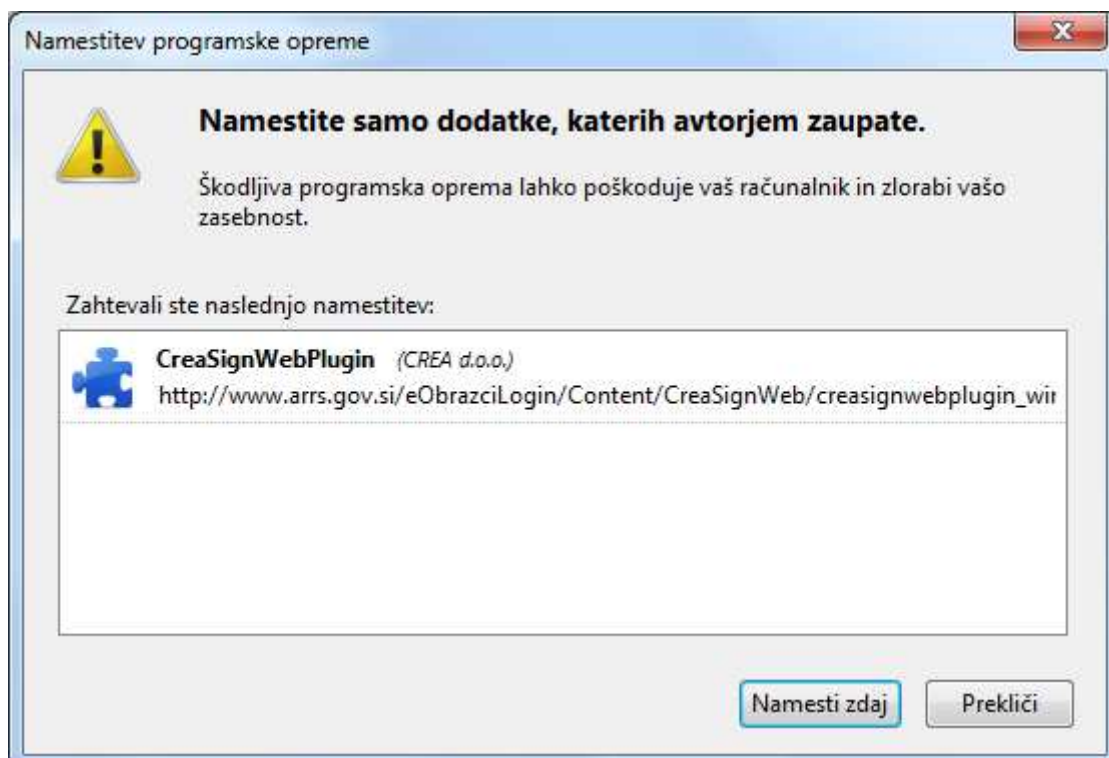 Namestitev programske opreme
Namestite samo dodatke, katerih avtorjem zaupate.
Škodljiva programska oprema lahko poškoduje vaš računalnik in zlorabi vašo
zasebnost.
Zahtevali ste naslednjo namestitev:
CreaSignWebPlugin (CREA d.o.o.)
http://www.arrs.gov.si/eObrazciLogin/Content/CreaSignWeb/creasignwebplugin_wir
Namesti zdaj
Prekliči